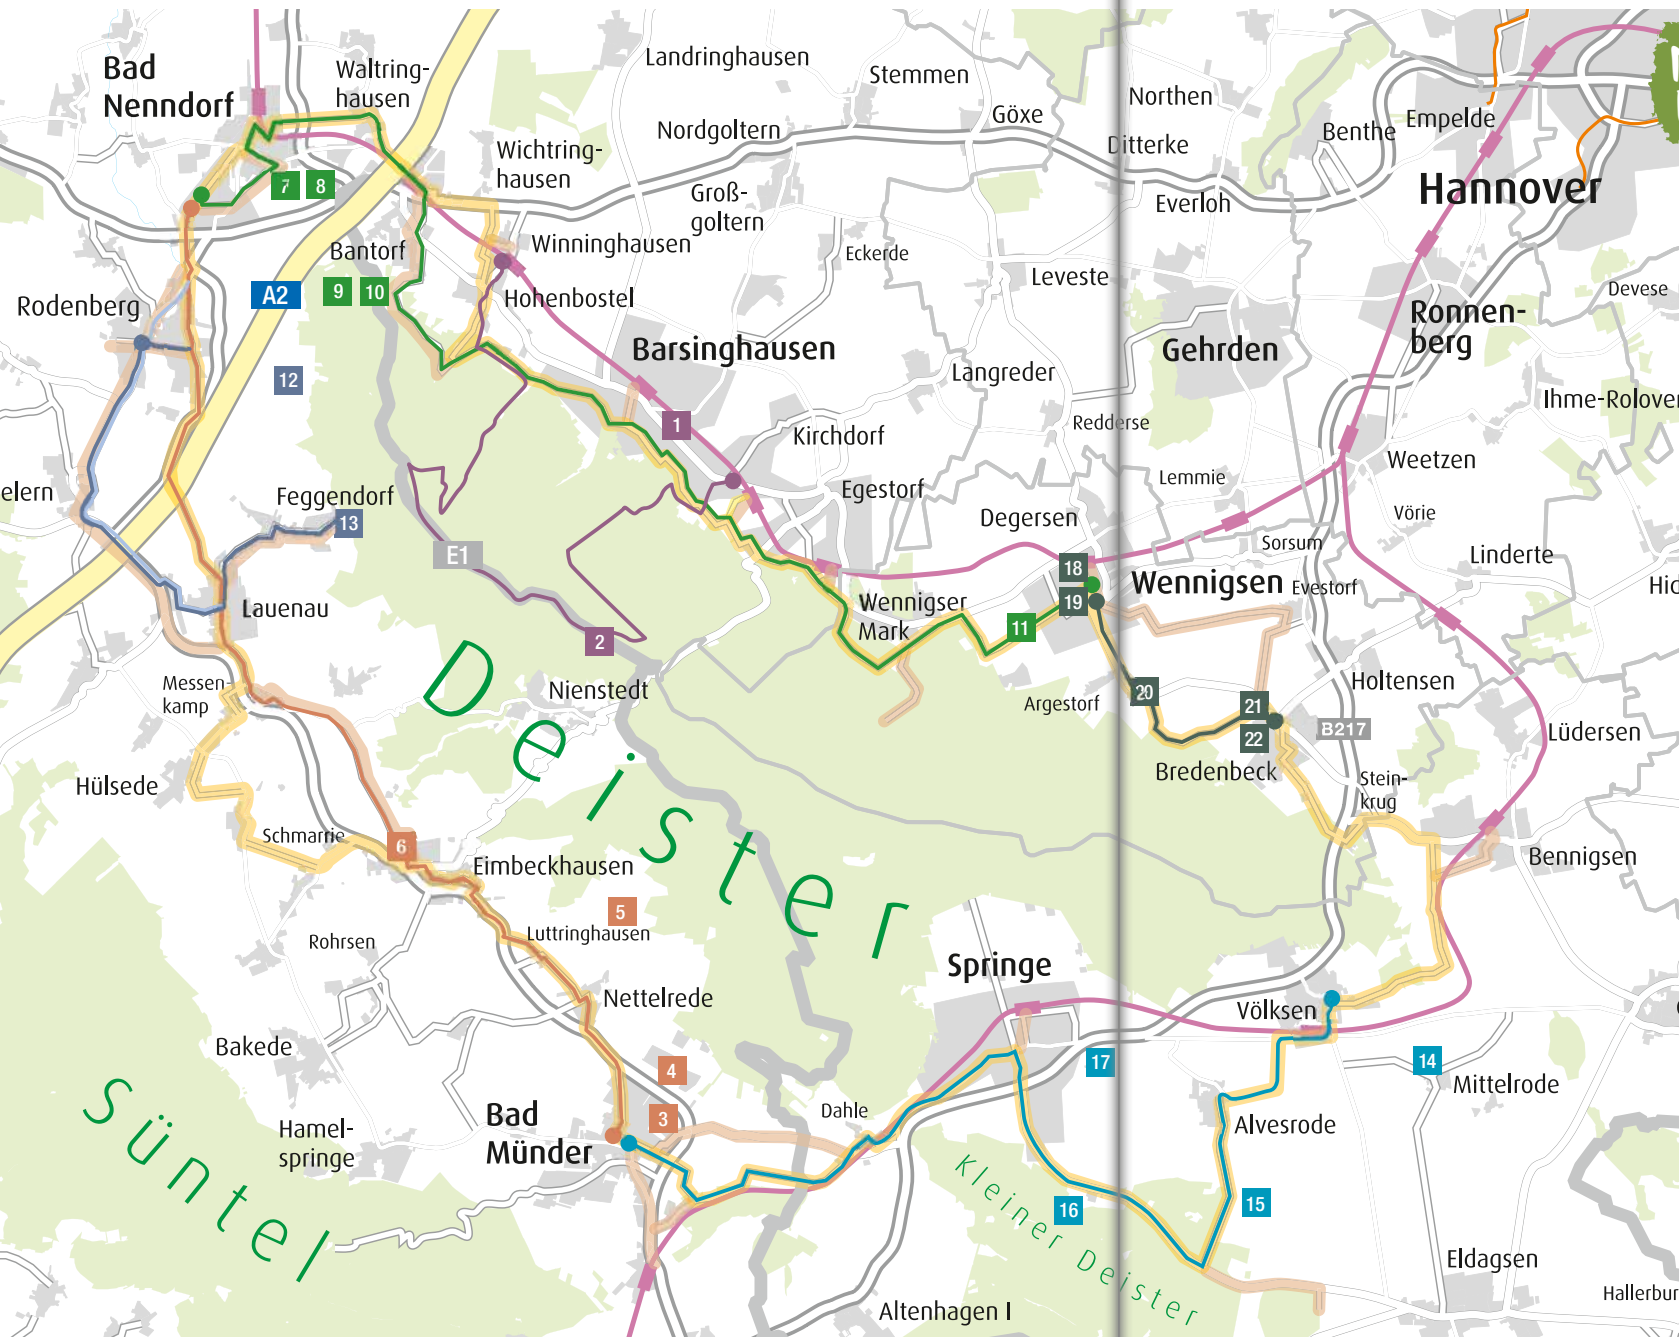 Bad
Nenndorf
Waltring-
hausen
Landringhausen
Stemmen
Göxe
Northen
Ditterke
Benthe
Empelde
Nordgoltern
Wichtring-
hausen
Groß-
goltern
Everloh
Hannover
7
8
Bantorf
Winninghausen
Eckerde
Leveste
Devese
Rodenberg
A2
9
10
Hohenbostel
Ronnen-
berg
Barsinghausen
Gehrden
12
Langreder
Ihme-Rolover
1
Kirchdorf
Redderse
Weetzen
elern
Feggendorf
13
Egestorf
Lemmie
Degersen
Vörie
E1
Sorsum
Linderte
18
Wennigsen
Evestorf
Hid
Lauenau
Wennigser
Mark
19
11
2
Messen-
kamp
Nienstedt
Argestorf
20
21
22
Holtensen
B217
Lüdersen
Deister
Hülsede
Bredenbeck
Stein-
krug
Schmarrie
6
Eimbeckhausen
Bennigsen
5
Luttringhausen
Rohrsen
Springe
Nettelrede
Völksen
Bakede
4
17
14
Mittelrode
Süntel
Bad
Münder
3
Dahle
Alvesrode
Hamel-
springe
Kleiner Deister
16
15
Eldagsen
Hallerbur
Altenhagen I